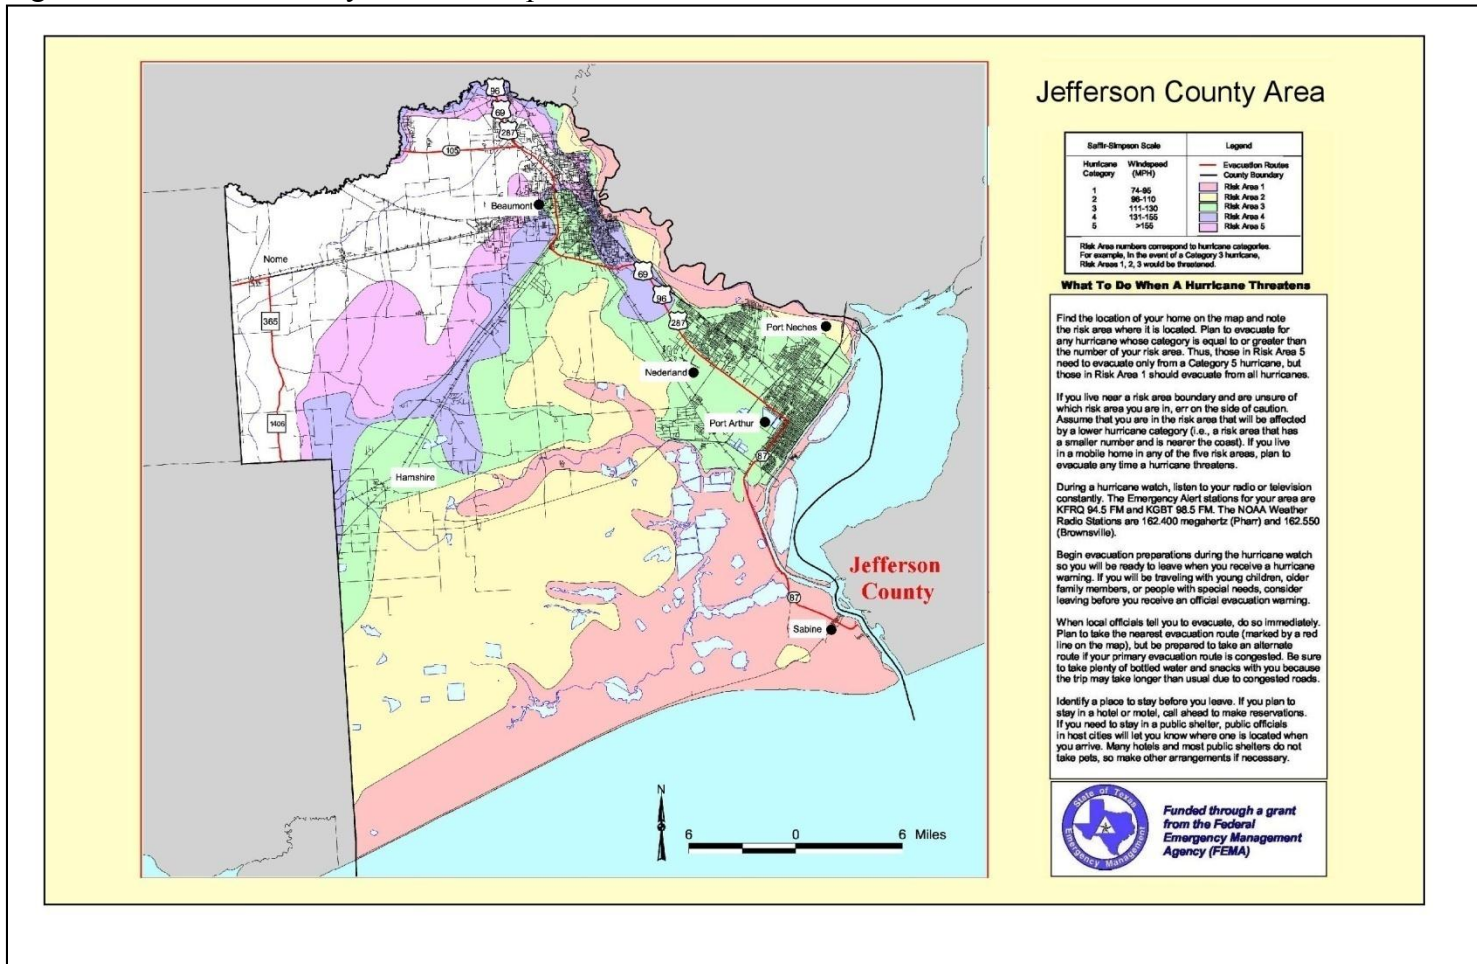 Jefferson County Area
Saffir-Simpson Scale
Hurricane Category
Windspeed (MPH)
1 74-95
2 96-110
3 111-130
4 131-155
5 >155
Legend
Evacuation Routes
County Boundary
Risk Area 1
Risk Area 2
Risk Area 3
Risk Area 4
Risk Area 5
Risk Area numbers correspond to hurricane categories.
For example, in the event of a Category 3 hurricane,
Risk Areas 1, 2, 3 would be threatened.
What To Do When A Hurricane Threatens
Find the location of your home on the map and note
the risk area where it is located. Plan to evacuate for
any hurricane whose category is equal to or greater than
the number of your risk area. Thus, those in Risk Area 5
need to evacuate only from a Category 5 hurricane, but
those in Risk Area 1 should evacuate from all hurricanes.
If you live near a risk area boundary and are unsure of
which risk area you are in, err on the side of caution.
Assume that you are in the risk area that will be affected
by a lower hurricane category (i.e., a risk area that has
a smaller number and is nearer the coast). If you live
in a mobile home in any of the five risk areas, plan to
evacuate any time a hurricane threatens.
During a hurricane watch, listen to your radio or television
constantly. The Emergency Alert stations for your area are
KFRQ 94.5 FM and KGBT 98.5 FM. The NOAA Weather
Radio Stations are 162.400 megahertz (Pharr) and 162.550
(Brownsville).
Begin evacuation preparations during the hurricane watch
so you will be ready to leave when you receive a hurricane
warning. If you will be traveling with young children, older
family members, or people with special needs, consider
leaving before you receive an official evacuation warning.
When local officials tell you to evacuate, do so immediately.
Plan to take the nearest evacuation route (marked by a red
line on the map), but be prepared to take an alternate
route if your primary evacuation route is congested. Be sure
to take plenty of bottled water and snacks with you because
the trip may take longer than usual due to congested roads.
Identify a place to stay before you leave. If you plan to
stay in a hotel or motel, call ahead to make reservations.
If you need to stay in a public shelter, public officials
in host cities will let you know where one is located when
you arrive. Many hotels and most public shelters do not
take pets, so make other arrangements if necessary.
State of Texas
Emergency Management
Funded through a grant
from the Federal
Emergency Management
Agency (FEMA)
96
69
287
105
Beaumont
Nome
69
96
365
287
Port Neches
Nederland
1406
Port Arthur
87
Hamshire
Jefferson
County
87
Sabine
N
6 0 6 Miles